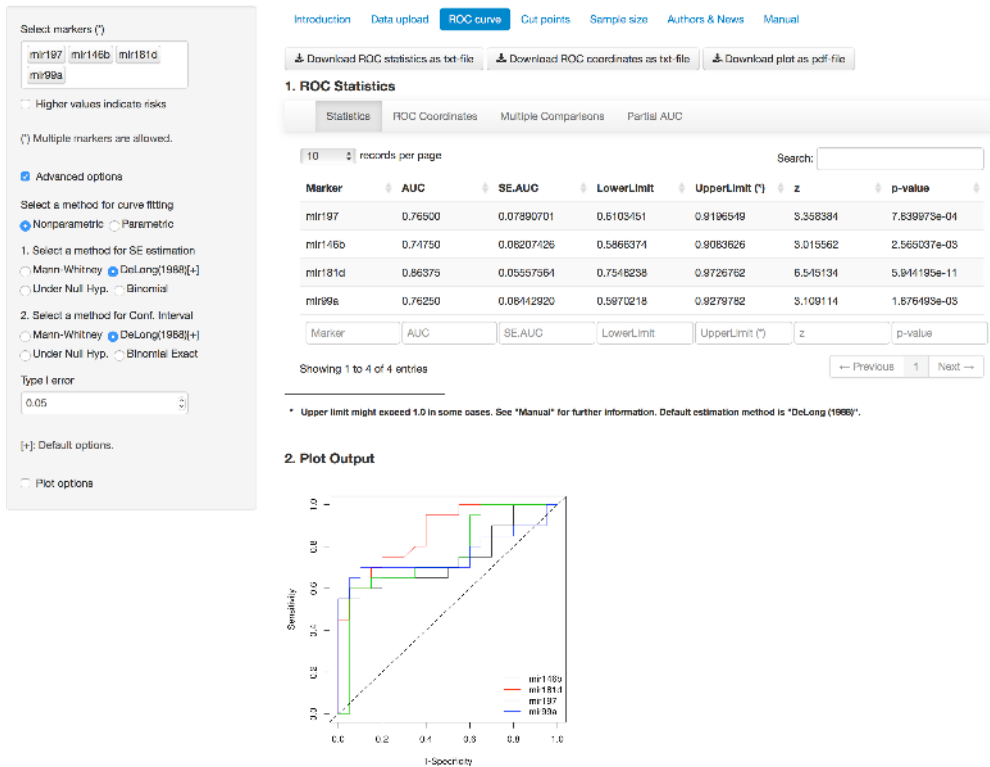 Select markers (*)
mir197 mir146b mir181d
mir99a
Higher values indicate risks
(*) Multiple markers are allowed.
Advanced options
Select a method for curve fitting
Nonparametric Parametric
1. Select a method for SE estimation
Mann-Whitney DeLong(1988)[+]
Under Null Hyp. Binomial
2. Select a method for Conf. Interval
Mann-Whitney DeLong(1988)[+]
Under Null Hyp. Binomial Exact
Type I error
0.05
[+]: Default options.
Plot options
Introduction Data upload ROC curve Cut points Sample size Authors & News Manual
Download ROC statistics as txt-file Download ROC coordinates as txt-file Download plot as pdf-file
1. ROC Statistics
Statistics ROC Coordinates Multiple Comparisons Partial AUC
10 records per page Search:
Marker AUC SE.AUC LowerLimit UpperLimit (*) z p-value
mir197 0.76500 0.07890701 0.6103451 0.9196549 3.358384 7.839973e-04
mir146b 0.74750 0.08207426 0.5866374 0.9083626 3.015562 2.565037e-03
mir181d 0.86375 0.05557564 0.7548238 0.9726762 6.545134 5.944195e-11
mir99a 0.76250 0.08442920 0.5970218 0.9279782 3.109114 1.876493e-03
Marker AUC SE.AUC LowerLimit UpperLimit (*) z p-value
Showing 1 to 4 of 4 entries
← Previous 1 Next →
* Upper limit might exceed 1.0 in some cases. See "Manual" for further information. Default estimation method is "DeLong (1988)".
2. Plot Output
1.0
0.8
0.6
0.4
0.2
0.0
Sensitivity
mir146b
mir181d
mir197
mir99a
0.0 0.2 0.4 0.6 0.8 1.0
1-Specificity